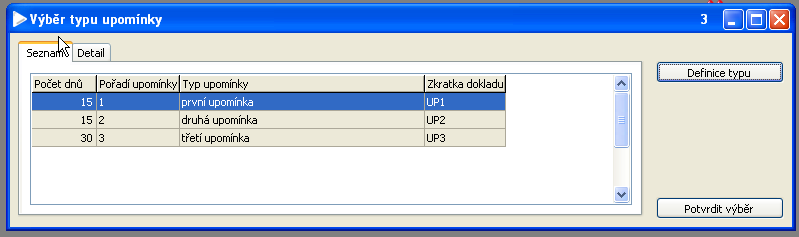 Výběr typu upomínky 3
Seznam Detail
Počet dnů Pořadí upomínky Typ upomínky Zkratka dokladu
15 1 první upomínka UP1
15 2 druhá upomínka UP2
30 3 třetí upomínka UP3
Definice typu
Potvrdit výběr